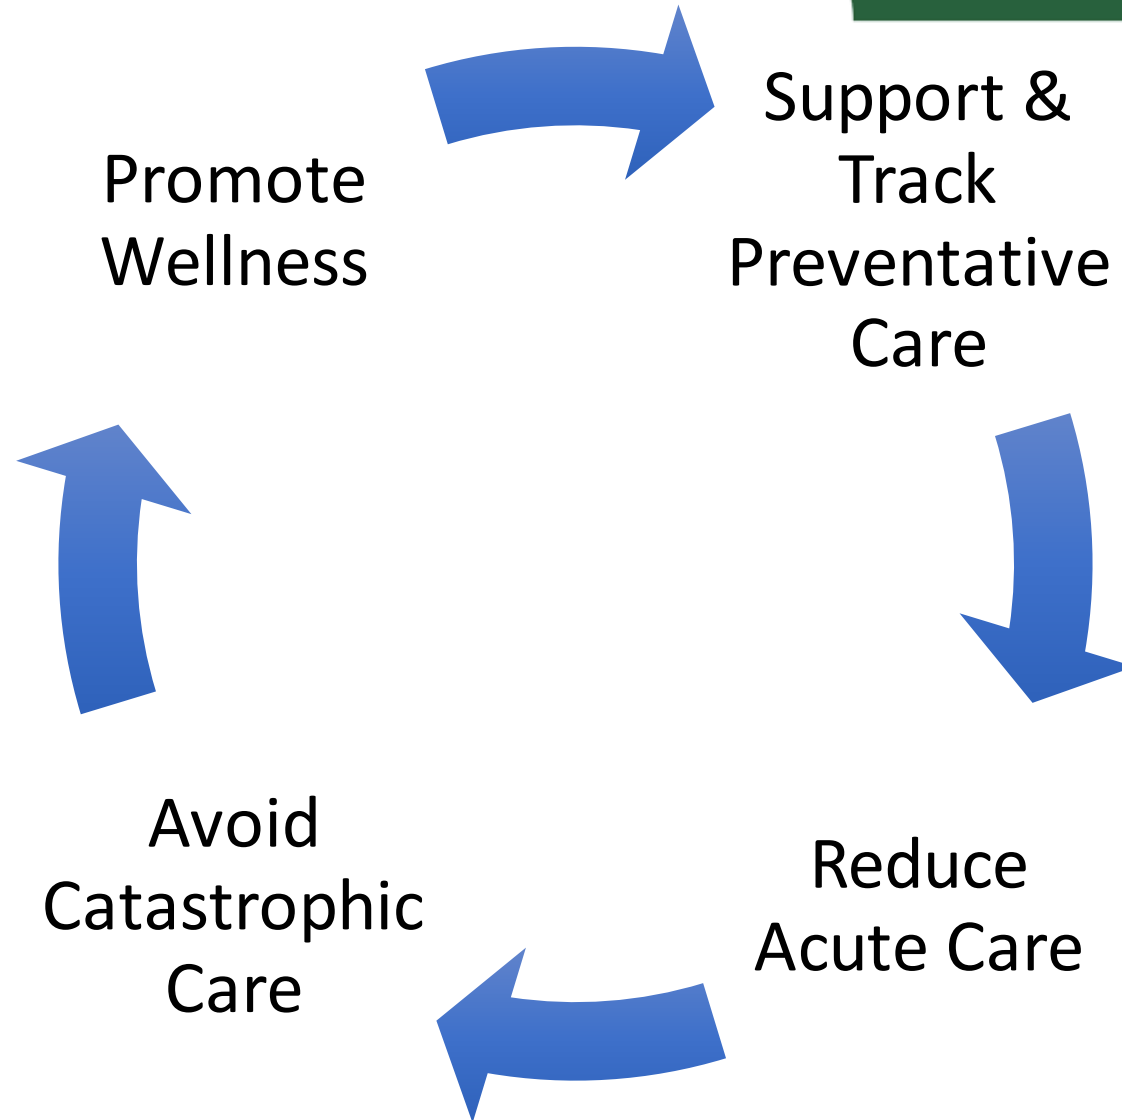 Promote
Wellness
Support &
Track
Preventative
Care
Reduce
Acute Care
Avoid
Catastrophic
Care